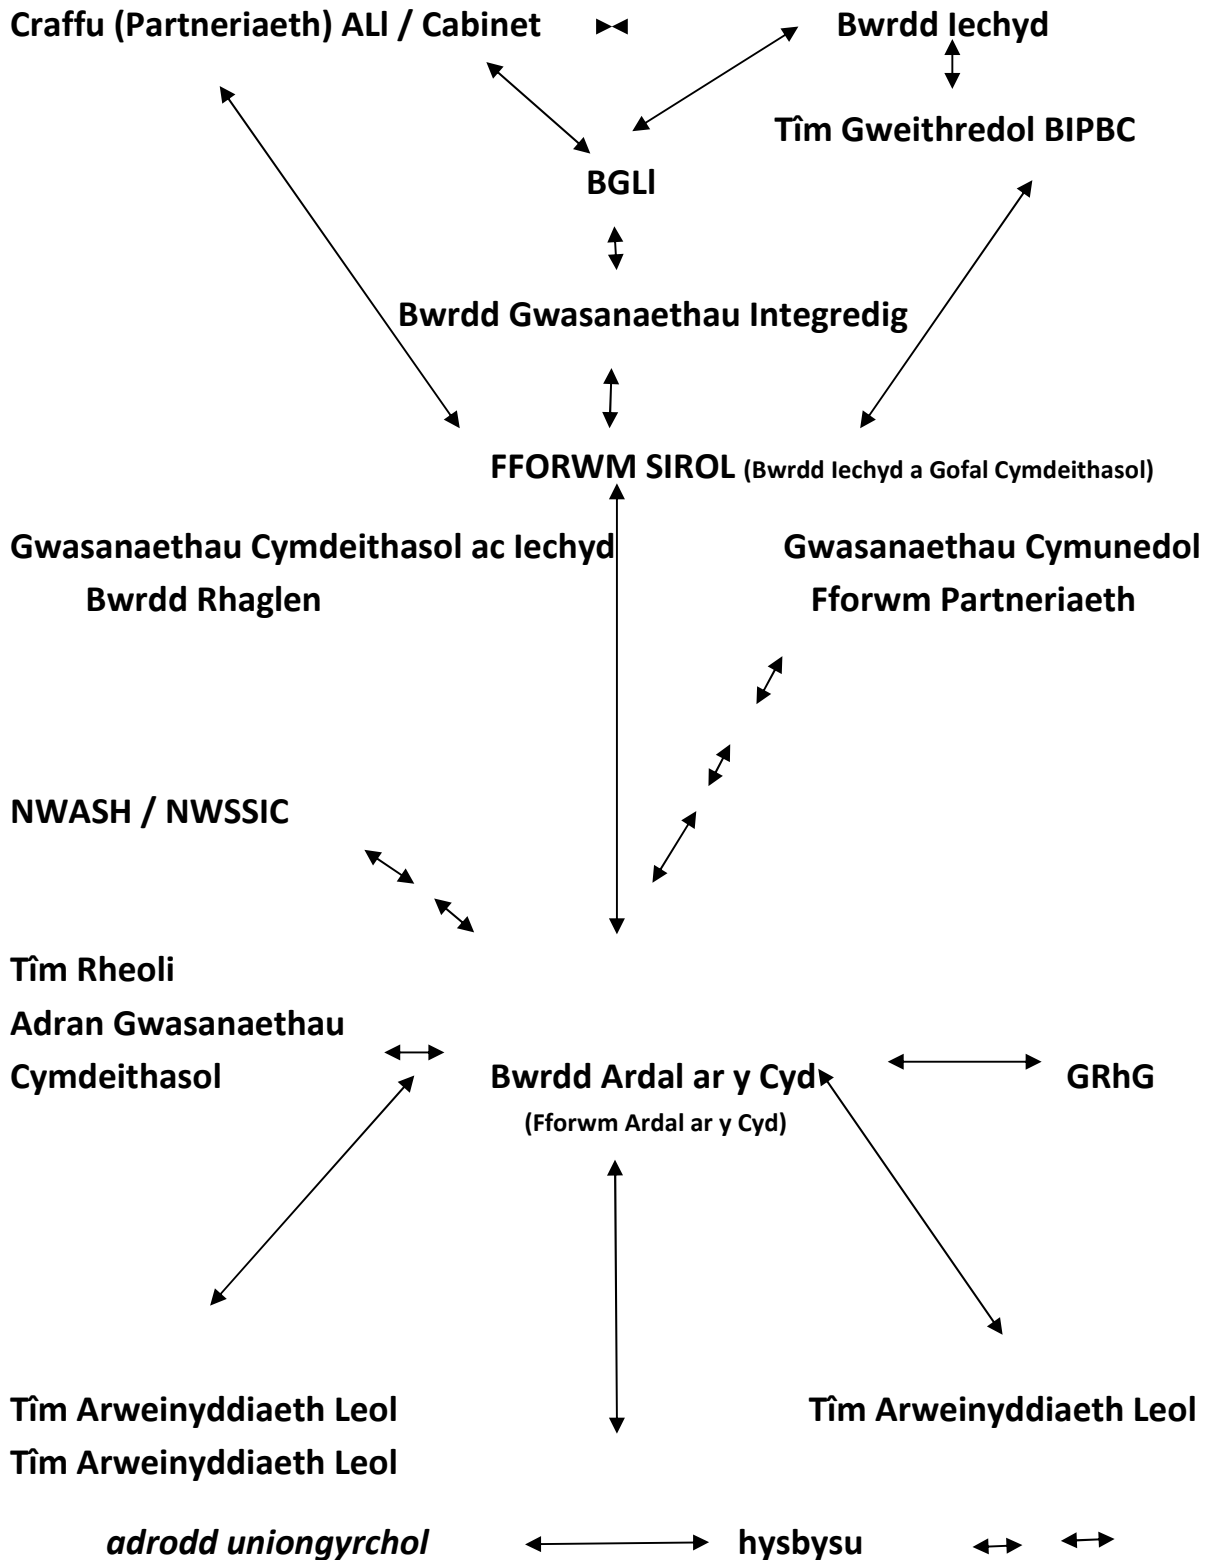 Craffu (Partneriaeth) ALl / Cabinet Bwrdd Iechyd
Tîm Gweithredol BIPBC
BGLl
Bwrdd Gwasanaethau Integredig
FFORWM SIROL (Bwrdd Iechyd a Gofal Cymdeithasol)
Gwasanaethau Cymdeithasol ac Iechyd Gwasanaethau Cymunedol
Bwrdd Rhaglen Fforwm Partneriaeth
NWASH / NWSSIC
Tîm Rheoli
Adran Gwasanaethau
Cymdeithasol Bwrdd Ardal ar y Cyd GRhG
(Fforwm Ardal ar y Cyd)
Tîm Arweinyddiaeth Leol Tîm Arweinyddiaeth Leol
Tîm Arweinyddiaeth Leol
adrodd uniongyrchol hysbysu